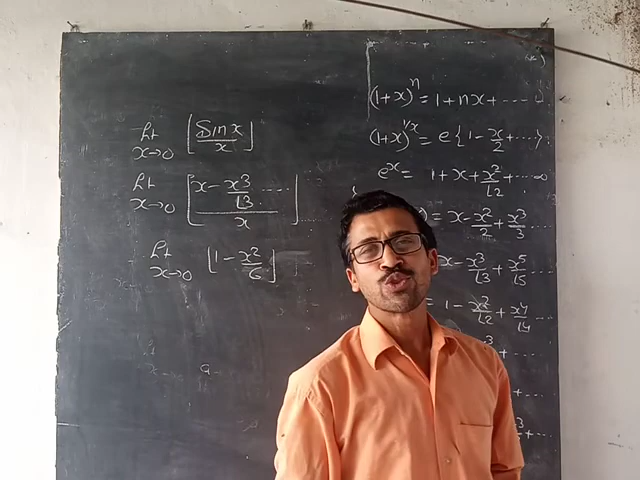 Lt x→0 [Sin x / x]
Lt x→0 [x - x³/⌊3 ..... / x]
Lt x→0 [1 - x²/6]
(1+x)ⁿ = 1 + nx + ----
(1+x)^(1/x) = e{1 - x/2 + ....}
eˣ = 1 + x + x²/⌊2 + .... ∞
) = x - x²/2 + x³/3 ...
x - x³/⌊3 + x⁵/⌊5 ....
= 1 - x²/⌊2 + x⁴/⌊4 ...